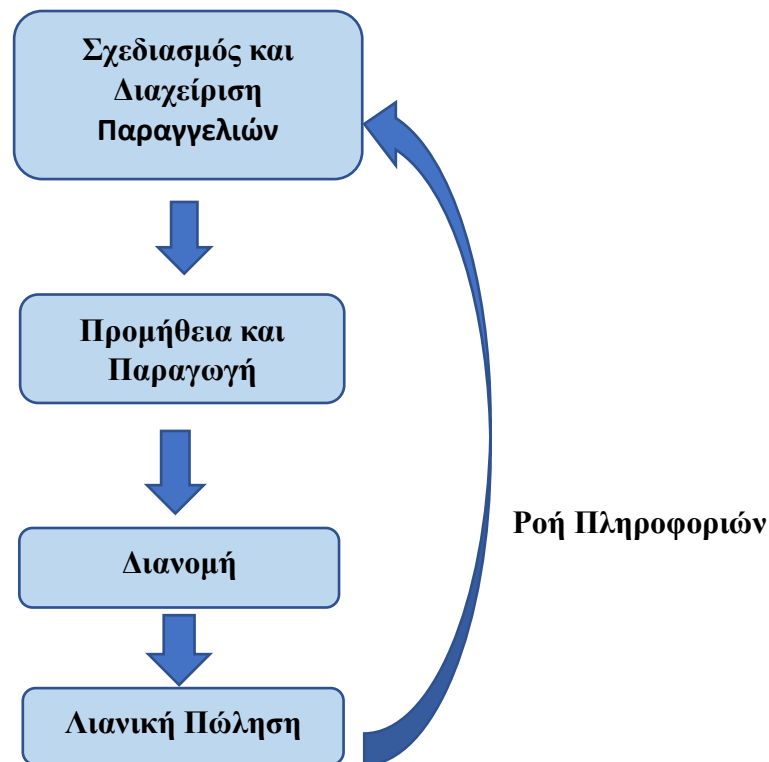 Σχεδιασμός και
Διαχείριση
Παραγγελιών
Προμήθεια και
Παραγωγή
Διανομή
Ροή Πληροφοριών
Λιανική Πώληση